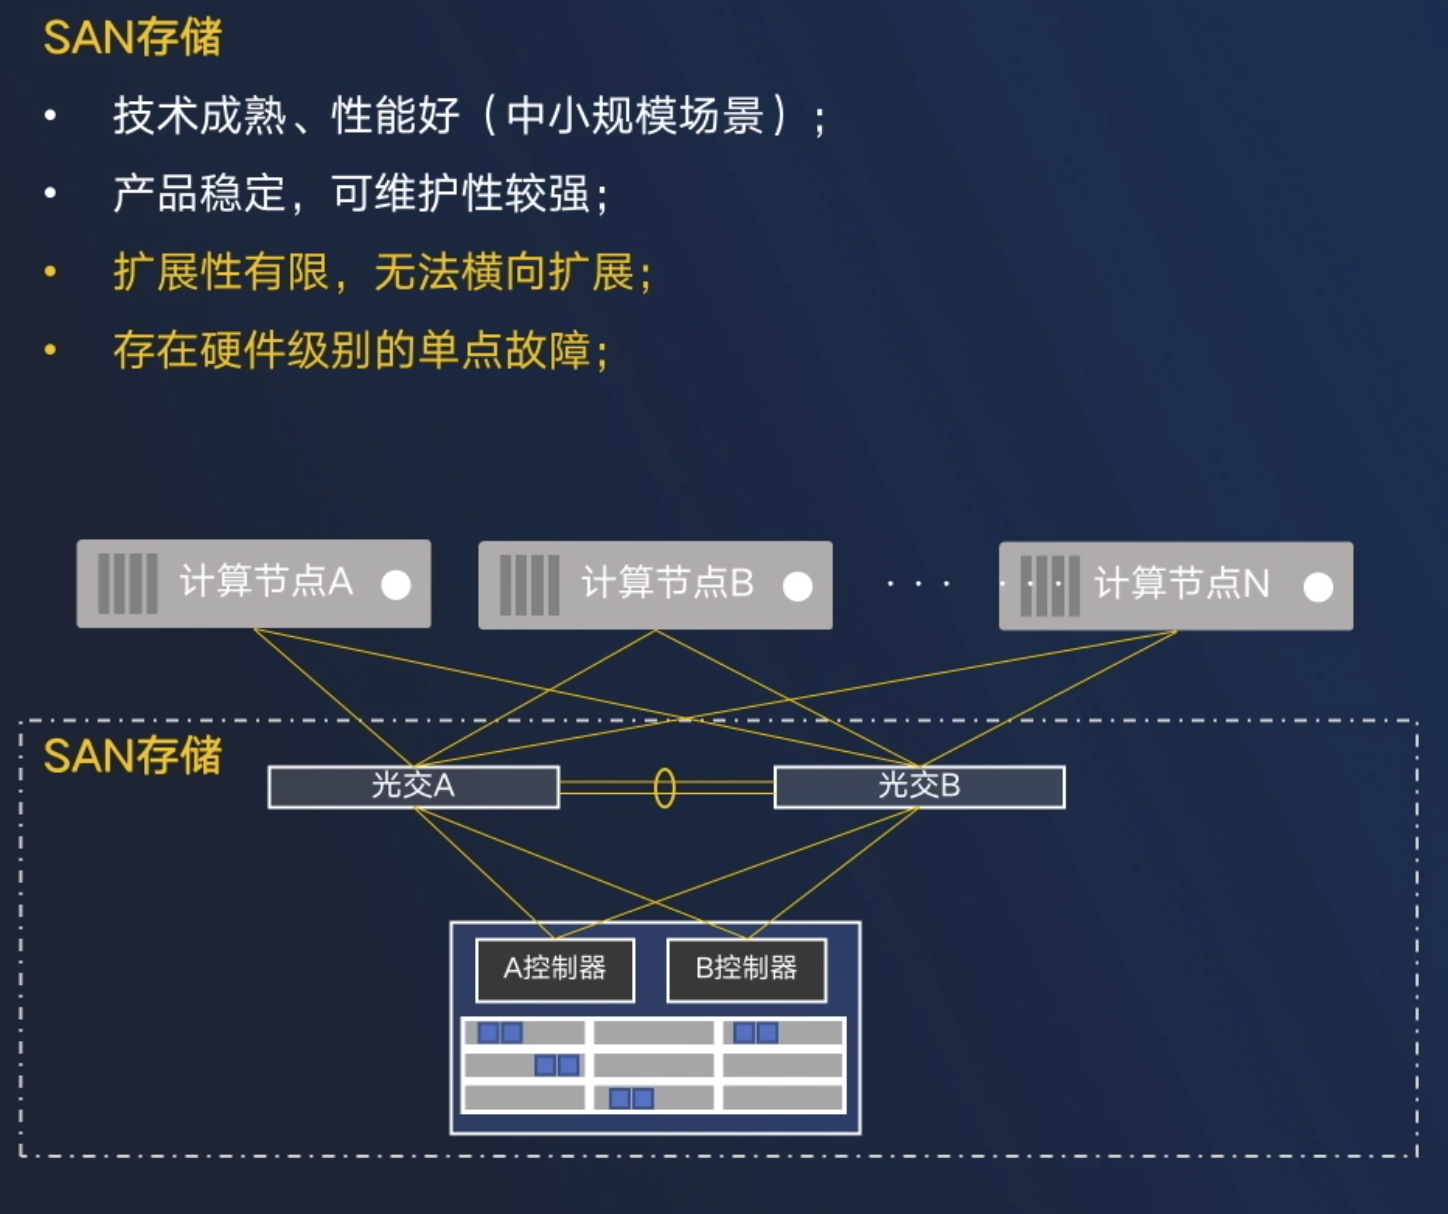 SAN存储
• 技术成熟、性能好（中小规模场景）;
• 产品稳定，可维护性较强;
• 扩展性有限，无法横向扩展;
• 存在硬件级别的单点故障;
计算节点A
计算节点B
· · ·
· · ·
计算节点N
SAN存储
光交A
光交B
A控制器
B控制器